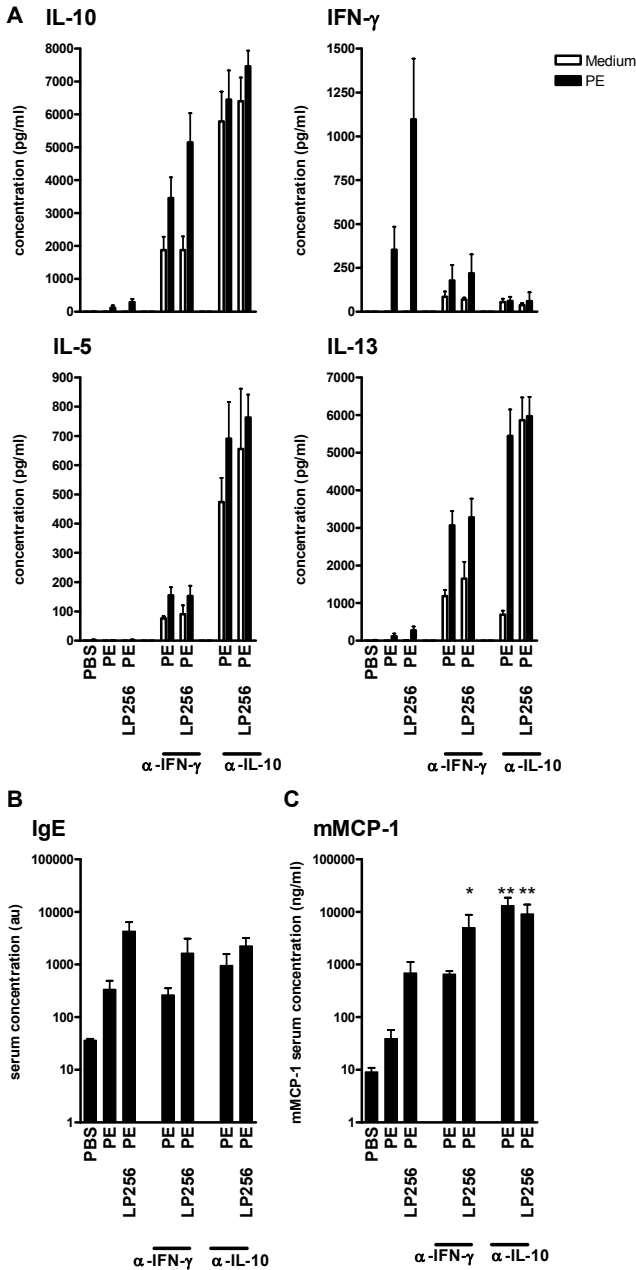 A
IL-10
concentration (pg/ml)
8000
7000
6000
5000
4000
3000
2000
1000
0
IFN-γ
concentration (pg/ml)
1500
1250
1000
750
500
250
0
Medium
PE
IL-5
concentration (pg/ml)
900
800
700
600
500
400
300
200
100
0
PBS
PE
PE
LP256
PE
PE
LP256
PE
PE
LP256
α-IFN-γ
α-IL-10
IL-13
concentration (pg/ml)
7000
6000
5000
4000
3000
2000
1000
0
PBS
PE
PE
LP256
PE
PE
LP256
PE
PE
LP256
α-IFN-γ
α-IL-10
B
IgE
serum concentration (au)
100000
10000
1000
100
10
1
PBS
PE
PE
LP256
PE
PE
LP256
PE
PE
LP256
α-IFN-γ
α-IL-10
C
mMCP-1
mMCP-1 serum concentration (ng/ml)
100000
10000
1000
100
10
1
* ** **
PBS
PE
PE
LP256
PE
PE
LP256
PE
PE
LP256
α-IFN-γ
α-IL-10